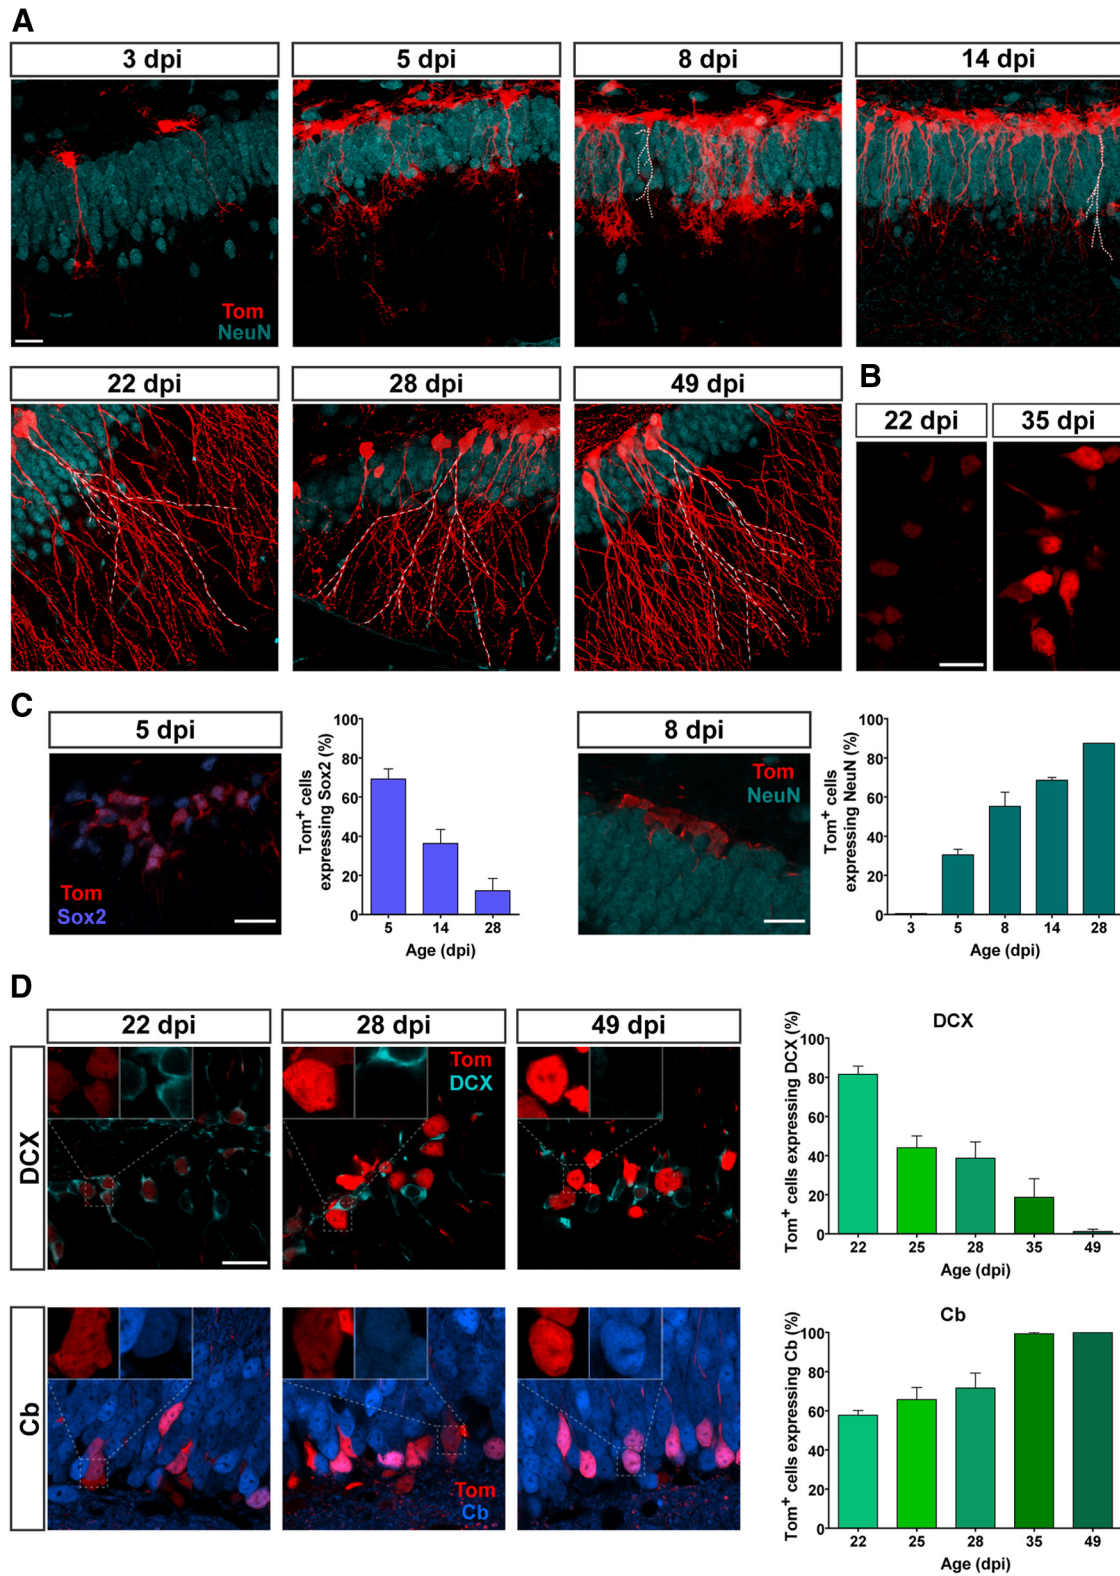 A
3 dpi
5 dpi
8 dpi
14 dpi
Tom
NeuN
22 dpi
28 dpi
49 dpi
B
22 dpi
35 dpi
C
5 dpi
Tom
Sox2
Tom+ cells
expressing Sox2 (%)
100
80
60
40
20
0
5
14
28
Age (dpi)
8 dpi
Tom
NeuN
Tom+ cells
expressing NeuN (%)
100
80
60
40
20
0
3
5
8
14
28
Age (dpi)
D
22 dpi
28 dpi
49 dpi
DCX
Tom
DCX
DCX
Tom+ cells expressing DCX (%)
100
80
60
40
20
0
22
25
28
35
49
Age (dpi)
Cb
Tom
Cb
Cb
Tom+ cells expressing Cb (%)
100
80
60
40
20
0
22
25
28
35
49
Age (dpi)